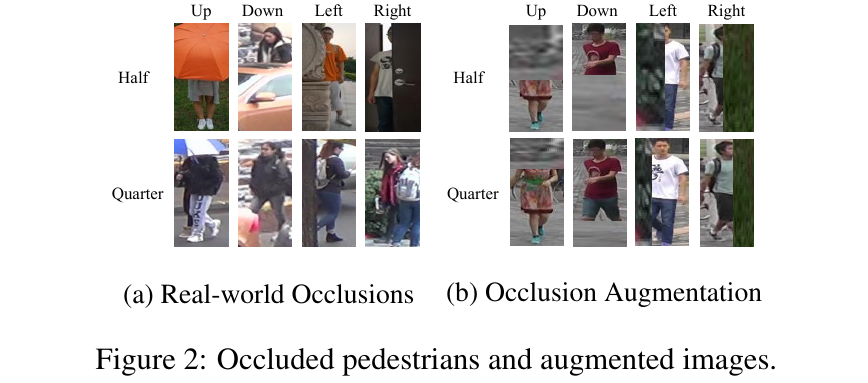 Up Down Left Right Up Down Left Right
Half Half
Quarter Quarter
(a) Real-world Occlusions (b) Occlusion Augmentation
Figure 2: Occluded pedestrians and augmented images.